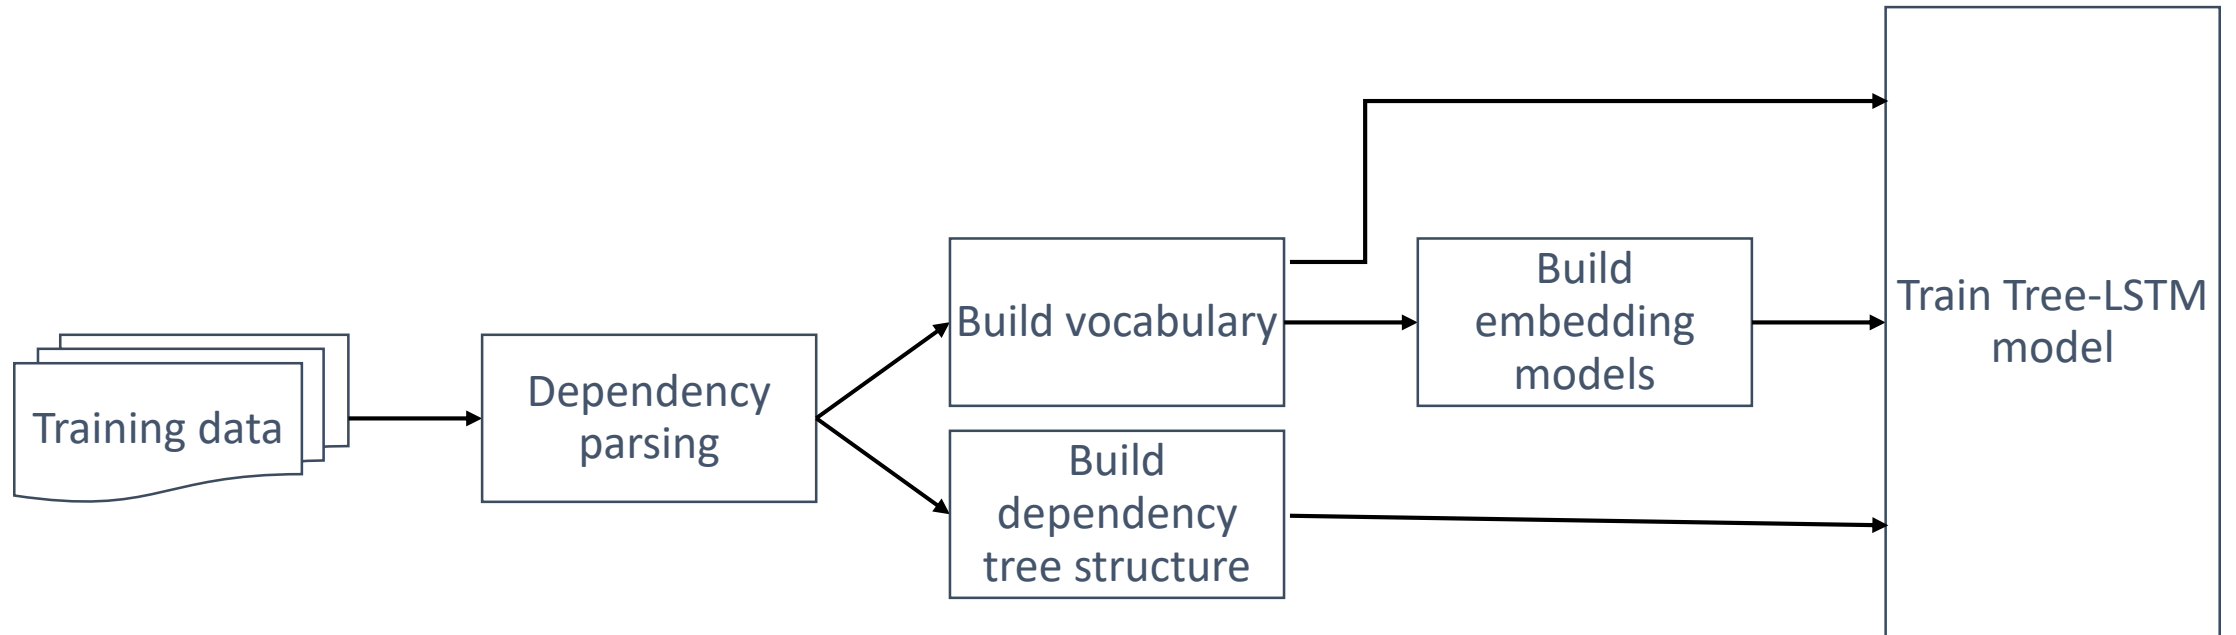 Training data
Dependency
parsing
Build vocabulary
Build
dependency
tree structure
Build
embedding
models
Train Tree-LSTM
model